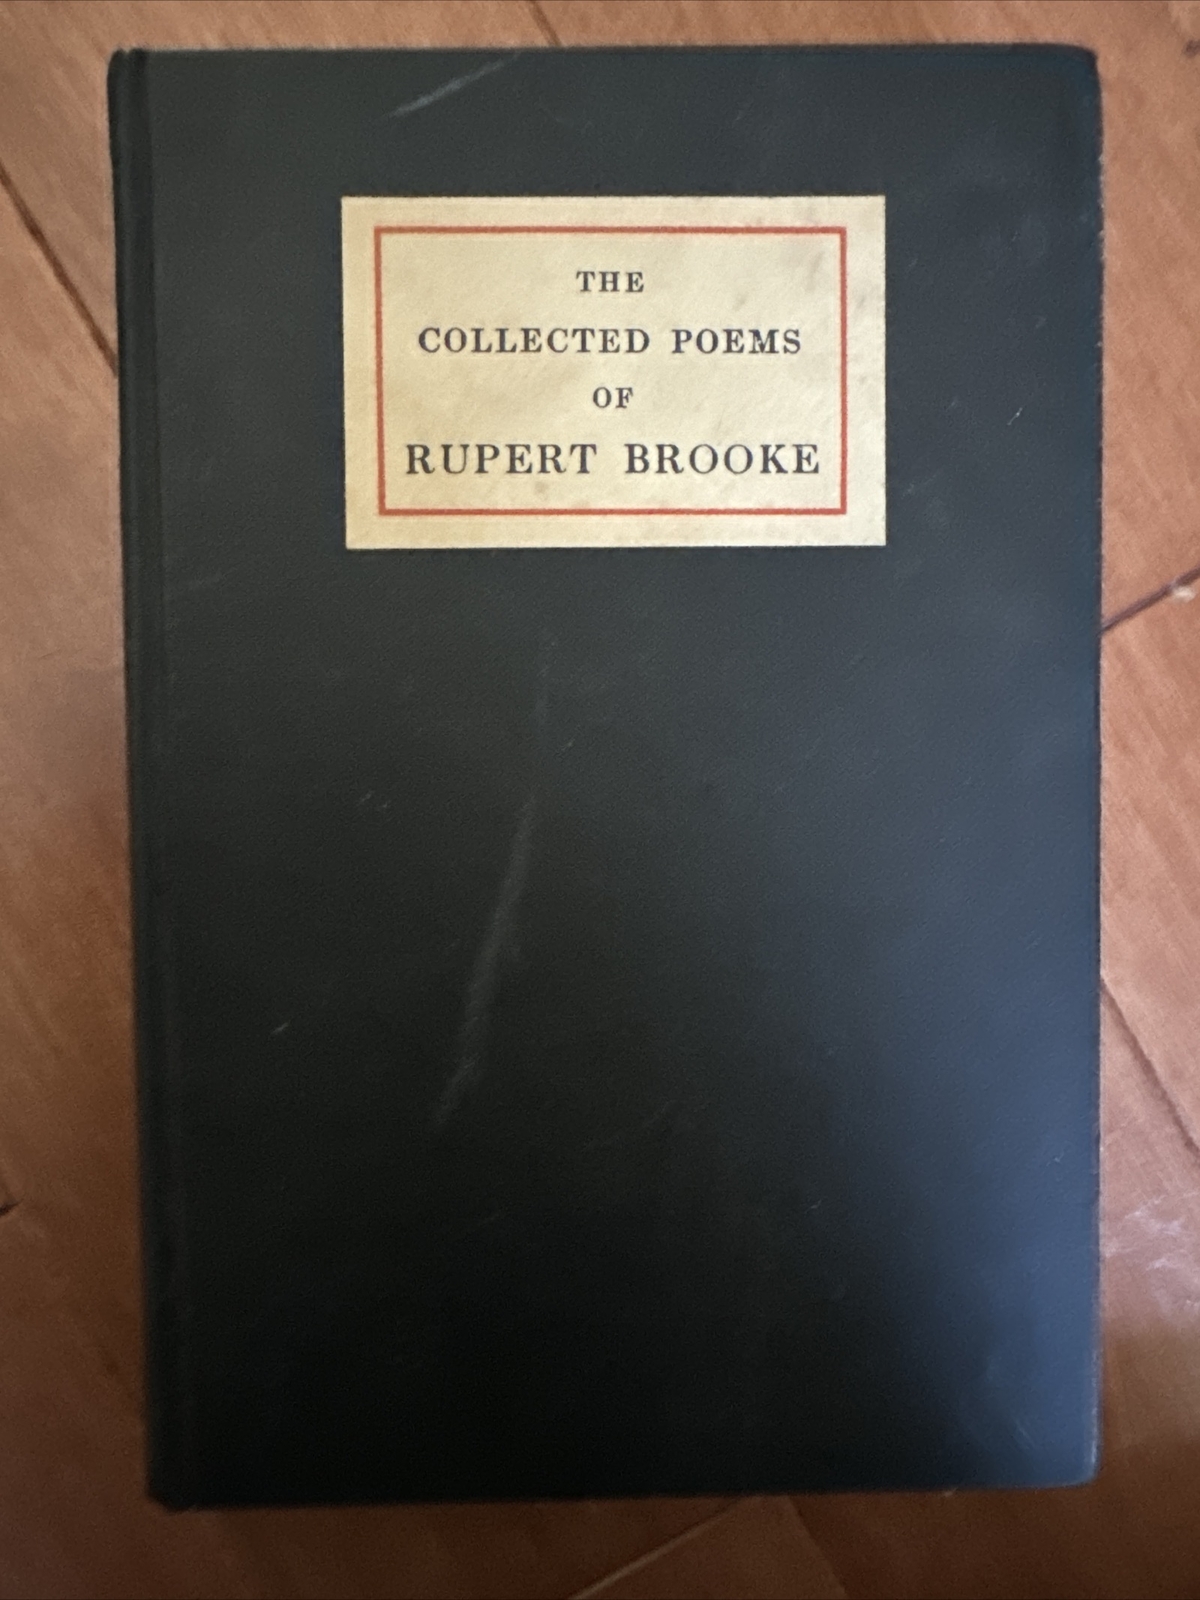 THE
COLLECTED POEMS
OF
RUPERT BROOKE